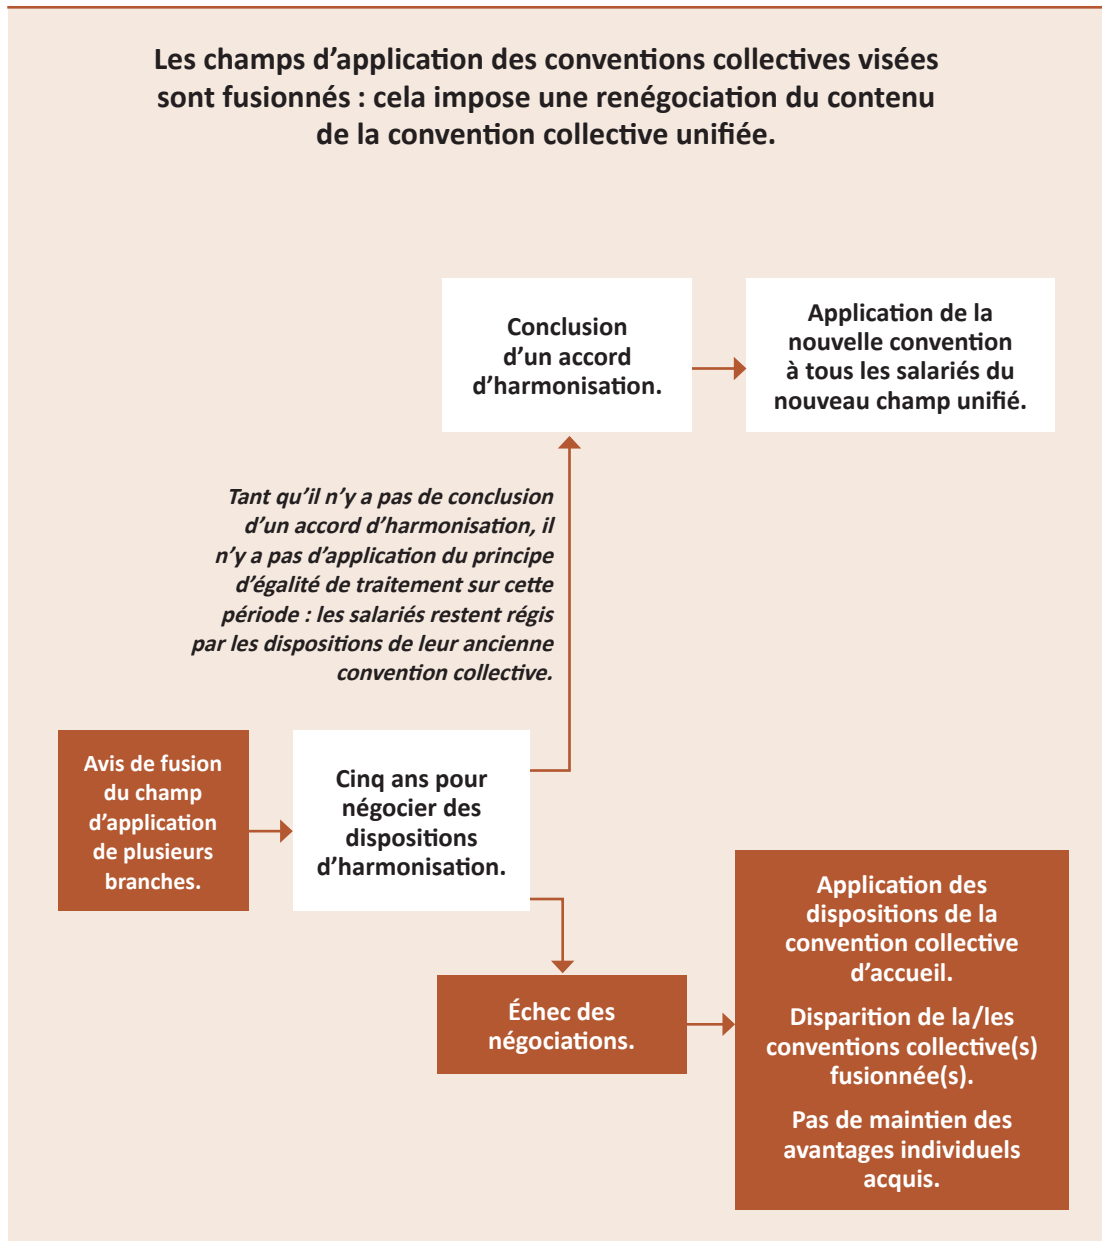 Les champs d’application des conventions collectives visées
sont fusionnés : cela impose une renégociation du contenu
de la convention collective unifiée.
Conclusion
d’un accord
d’harmonisation.
Application de la
nouvelle convention
à tous les salariés du
nouveau champ unifié.
Tant qu’il n’y a pas de conclusion
d’un accord d’harmonisation, il
n’y a pas d’application du principe
d’égalité de traitement sur cette
période : les salariés restent régis
par les dispositions de leur ancienne
convention collective.
Avis de fusion
du champ
d’application
de plusieurs
branches.
Cinq ans pour
négocier des
dispositions
d’harmonisation.
Échec des
négociations.
Application des
dispositions de la
convention collective
d’accueil.
Disparition de la/les
conventions collective(s)
fusionnée(s).
Pas de maintien des
avantages individuels
acquis.